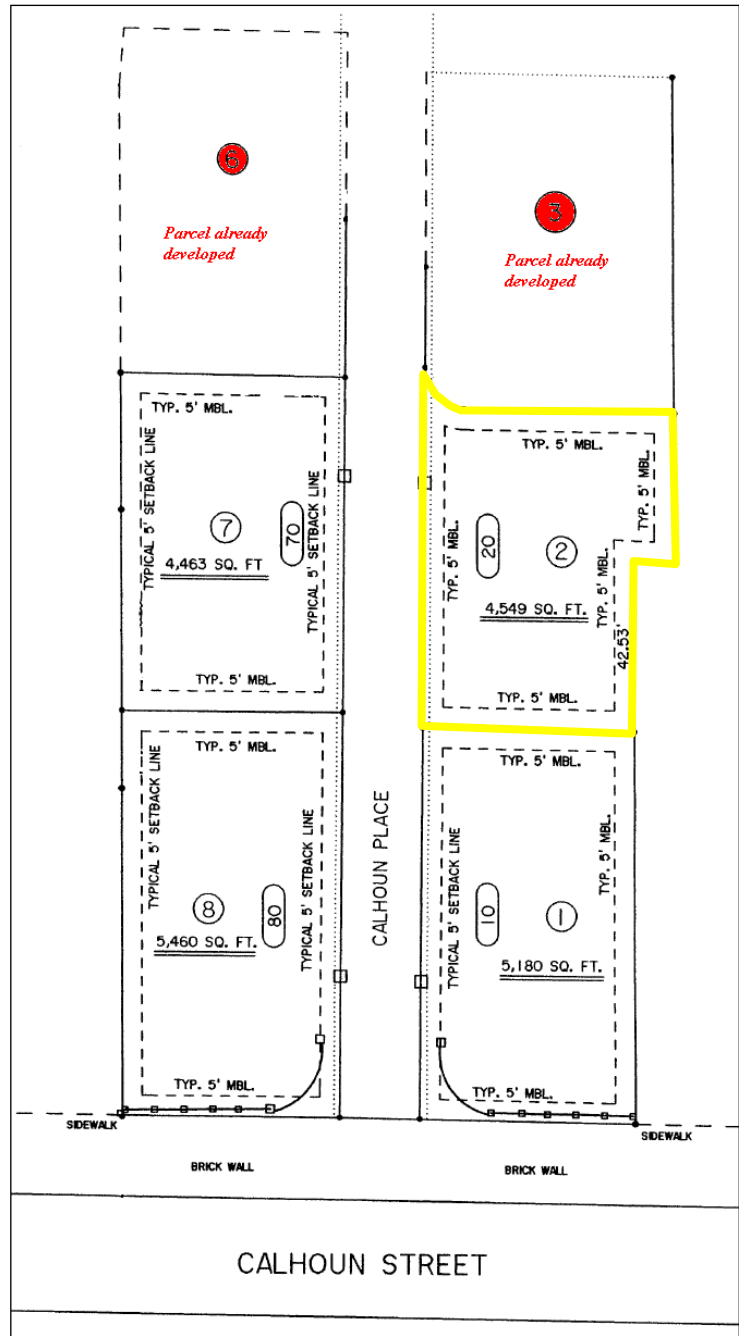 6
Parcel already
developed
3
Parcel already
developed
TYP. 5' MBL.
TYPICAL 5' SETBACK LINE
7
4,463 SQ. FT
70
TYPICAL 5' SETBACK LINE
TYP. 5' MBL.
TYP. 5' MBL.
TYP. 5' MBL.
TYP. 5' MBL.
20
2
4,549 SQ. FT.
TYP. 5' MBL.
42.53'
TYP. 5' MBL.
TYP. 5' MBL.
TYPICAL 5' SETBACK LINE
8
5,460 SQ. FT.
80
TYPICAL 5' SETBACK LINE
TYP. 5' MBL.
CALHOUN PLACE
TYP. 5' MBL.
TYPICAL 5' SETBACK LINE
10
1
5,180 SQ. FT.
TYP. 5' MBL.
TYP. 5' MBL.
SIDEWALK
SIDEWALK
BRICK WALL
BRICK WALL
CALHOUN STREET